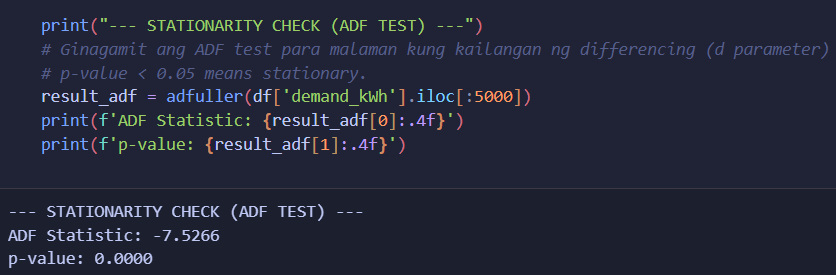 print("--- STATIONARITY CHECK (ADF TEST) ---")
# Ginagamit ang ADF test para malaman kung kailangan ng differencing (d parameter)
# p-value < 0.05 means stationary.
result_adf = adfuller(df['demand_kWh'].iloc[:5000])
print(f'ADF Statistic: {result_adf[0]:.4f}')
print(f'p-value: {result_adf[1]:.4f}')
--- STATIONARITY CHECK (ADF TEST) ---
ADF Statistic: -7.5266
p-value: 0.0000